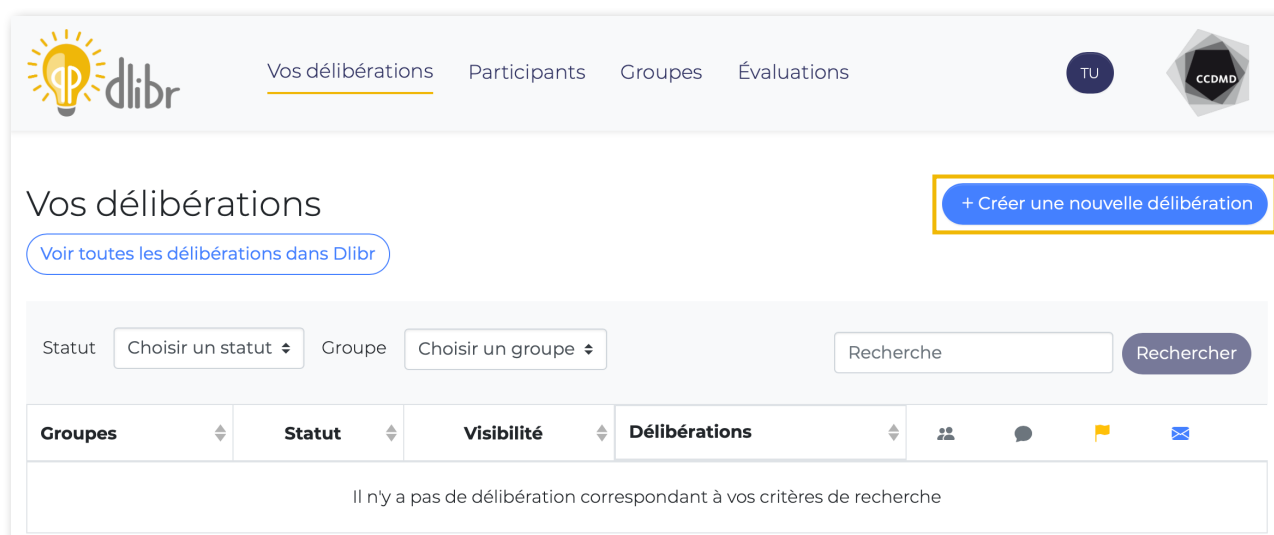 dlibr
Vos délibérations Participants Groupes Évaluations TU CCDMD
Vos délibérations
+ Créer une nouvelle délibération
Voir toutes les délibérations dans Dlibr
Statut Choisir un statut Groupe Choisir un groupe Recherche Rechercher
Groupes Statut Visibilité Délibérations
Il n'y a pas de délibération correspondant à vos critères de recherche